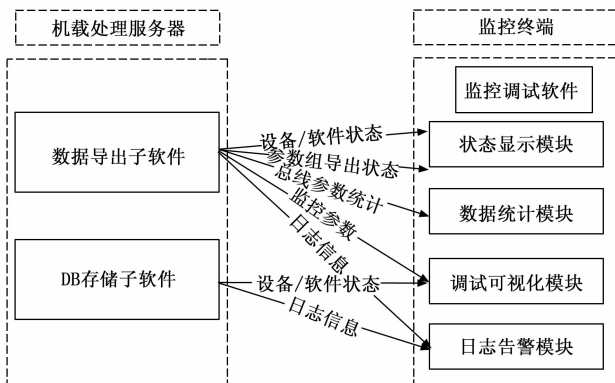 机载处理服务器
监控终端
监控调试软件
数据导出子软件
设备/软件状态
参数组导出状态
总线参数统计
监控参数
日志信息
状态显示模块
数据统计模块
DB存储子软件
设备/软件状态
日志信息
调试可视化模块
日志告警模块